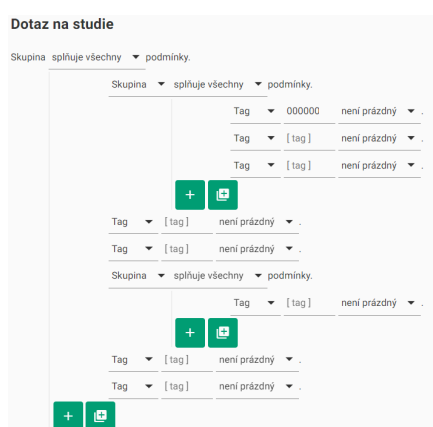 Dotaz na studie
Skupina splňuje všechny podmínky.
Skupina splňuje všechny podmínky.
Tag 000000 není prázdný .
Tag [ tag ] není prázdný .
Tag [ tag ] není prázdný .
+
Tag [ tag ] není prázdný .
Tag [ tag ] není prázdný .
Skupina splňuje všechny podmínky.
Tag [ tag ] není prázdný .
+
Tag [ tag ] není prázdný .
Tag [ tag ] není prázdný .
+